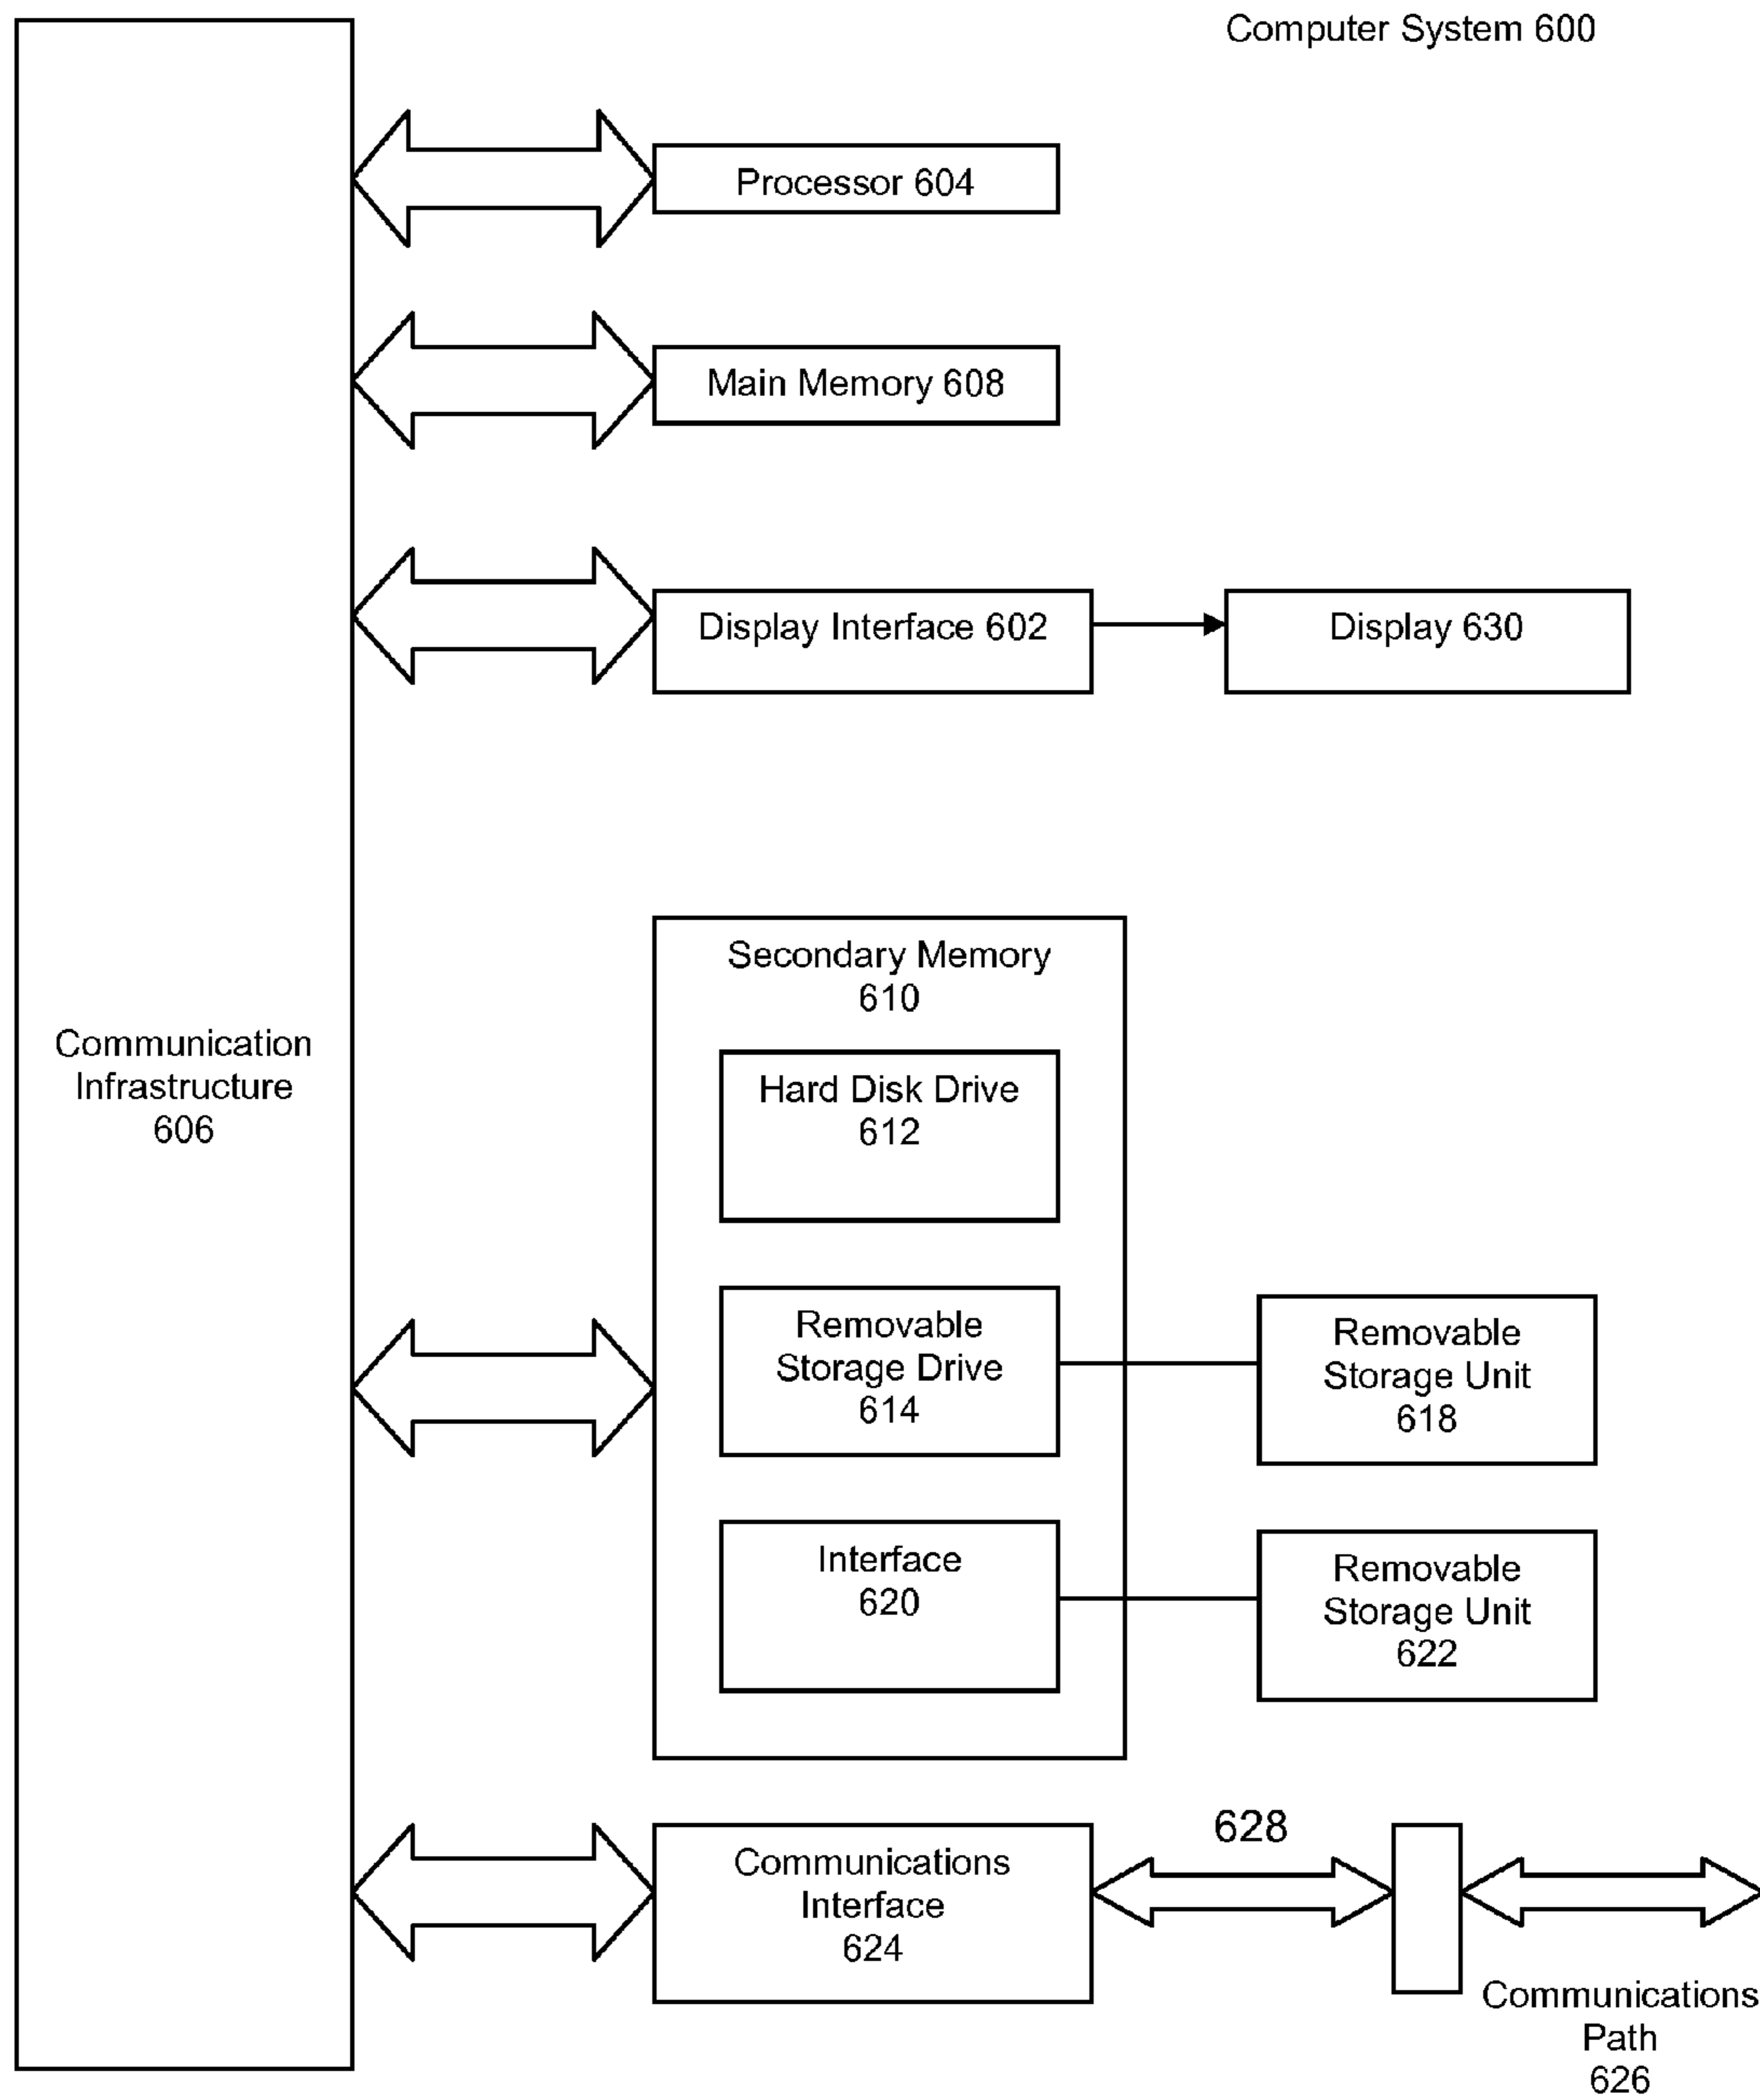 Computer System 600
Processor 604
Main Memory 608
Display Interface 602
Display 630
Secondary Memory
610
Communication
Infrastructure
606
Hard Disk Drive
612
Removable
Storage Drive
614
Removable
Storage Unit
618
Interface
620
Removable
Storage Unit
622
628
Communications
Interface
624
Communications
Path
626